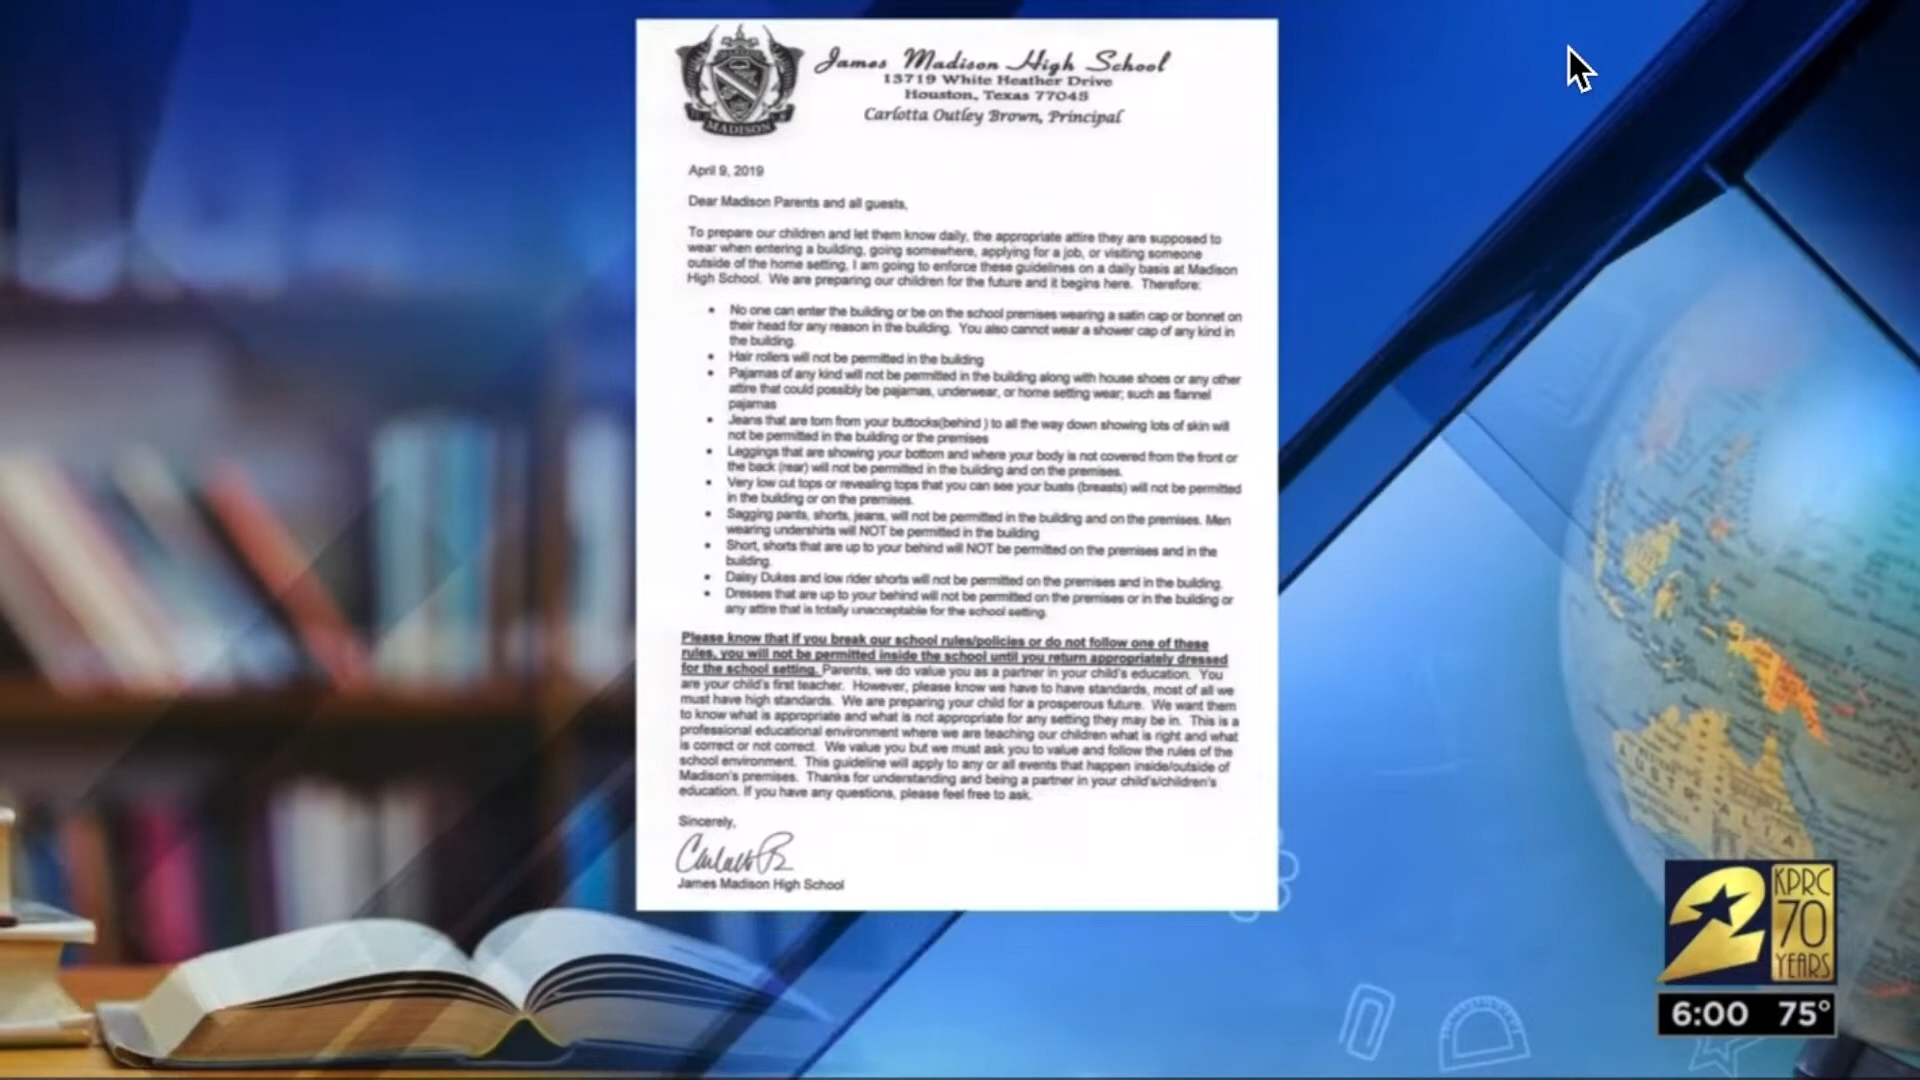 James Madison High School
13719 White Heather Drive
Houston, Texas 77045
Carlotta Outley Brown, Principal
MADISON
April 9, 2019
Dear Madison Parents and all guests,
To prepare our children and let them know daily, the appropriate attire they are supposed to
wear when entering a building, going somewhere, applying for a job, or visiting someone
outside of the home setting, I am going to enforce these guidelines on a daily basis at Madison
High School. We are preparing our children for the future and it begins here. Therefore:
• No one can enter the building or be on the school premises wearing a satin cap or bonnet on
their head for any reason in the building. You also cannot wear a shower cap of any kind in
the building.
• Hair rollers will not be permitted in the building
• Pajamas of any kind will not be permitted in the building along with house shoes or any other
attire that could possibly be pajamas, underwear, or home setting wear; such as flannel
pajamas
• Jeans that are torn from your buttocks(behind ) to all the way down showing lots of skin will
not be permitted in the building or the premises
• Leggings that are showing your bottom and where your body is not covered from the front or
the back (rear) will not be permitted in the building and on the premises.
• Very low cut tops or revealing tops that you can see your busts (breasts) will not be permitted
in the building or on the premises.
• Sagging pants, shorts, jeans, will not be permitted in the building and on the premises. Men
wearing undershirts will NOT be permitted in the building
• Short, shorts that are up to your behind will NOT be permitted on the premises and in the
building.
• Daisy Dukes and low rider shorts will not be permitted on the premises and in the building.
• Dresses that are up to your behind will not be permitted on the premises or in the building or
any attire that is totally unacceptable for the school setting.
Please know that if you break our school rules/policies or do not follow one of these
rules, you will not be permitted inside the school until you return appropriately dressed
for the school setting. Parents, we do value you as a partner in your child's education. You
are your child's first teacher. However, please know we have to have standards, most of all we
must have high standards. We are preparing your child for a prosperous future. We want them
to know what is appropriate and what is not appropriate for any setting they may be in. This is a
professional educational environment where we are teaching our children what is right and what
is correct or not correct. We value you but we must ask you to value and follow the rules of the
school environment. This guideline will apply to any or all events that happen inside/outside of
Madison's premises. Thanks for understanding and being a partner in your child's/children's
education. If you have any questions, please feel free to ask.
Sincerely,
James Madison High School
AUSTRALIA
2
KPRC
70
YEARS
6:00 75°